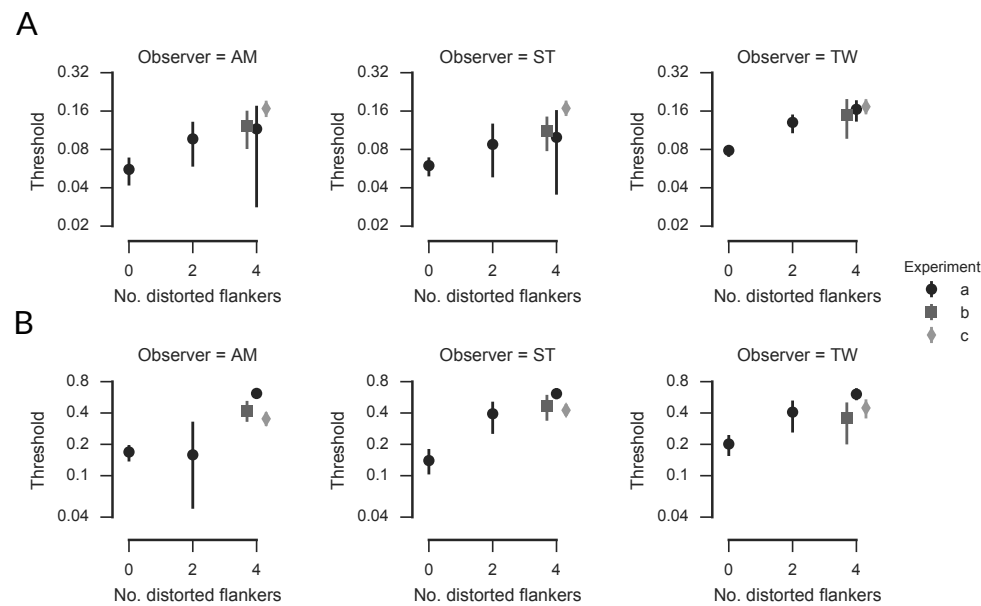 A
Observer = AM
Observer = ST
Observer = TW
Threshold
0.32
0.16
0.08
0.04
0.02
Threshold
0.32
0.16
0.08
0.04
0.02
Threshold
0.32
0.16
0.08
0.04
0.02
0 2 4
0 2 4
0 2 4
No. distorted flankers
No. distorted flankers
No. distorted flankers
Experiment
a
b
c
B
Observer = AM
Observer = ST
Observer = TW
Threshold
0.8
0.4
0.2
0.1
0.04
Threshold
0.8
0.4
0.2
0.1
0.04
Threshold
0.8
0.4
0.2
0.1
0.04
0 2 4
0 2 4
0 2 4
No. distorted flankers
No. distorted flankers
No. distorted flankers